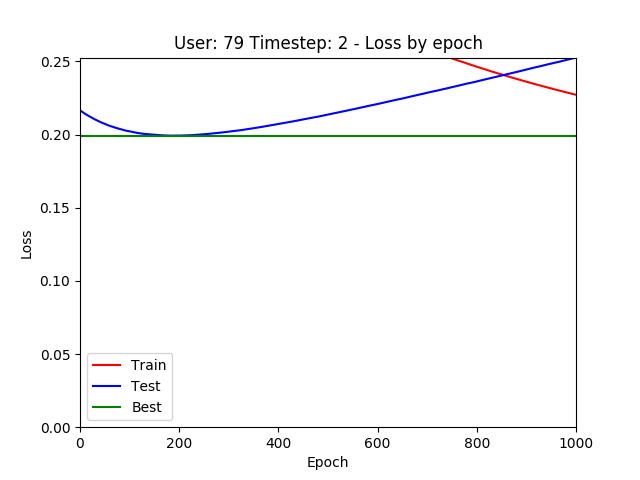 User: 79 Timestep: 2 - Loss by epoch
Loss
0.25
0.20
0.15
0.10
0.05
0.00
Train
Test
Best
0 200 400 600 800 1000
Epoch